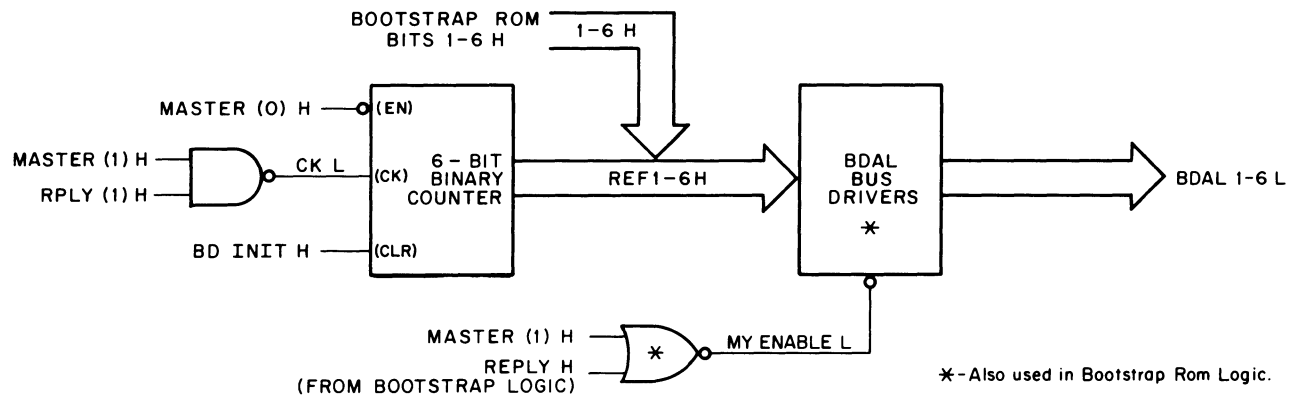 BOOTSTRAP ROM
BITS 1-6 H
1-6 H
MASTER (0) H
(EN)
MASTER (1) H
RPLY (1) H
CK L
(CK)
6-BIT
BINARY
COUNTER
REF1-6H
BDAL
BUS
DRIVERS
*
BDAL 1-6 L
BD INIT H
(CLR)
MASTER (1) H
REPLY H
(FROM BOOTSTRAP LOGIC)
*
MY ENABLE L
*-Also used in Bootstrap Rom Logic.